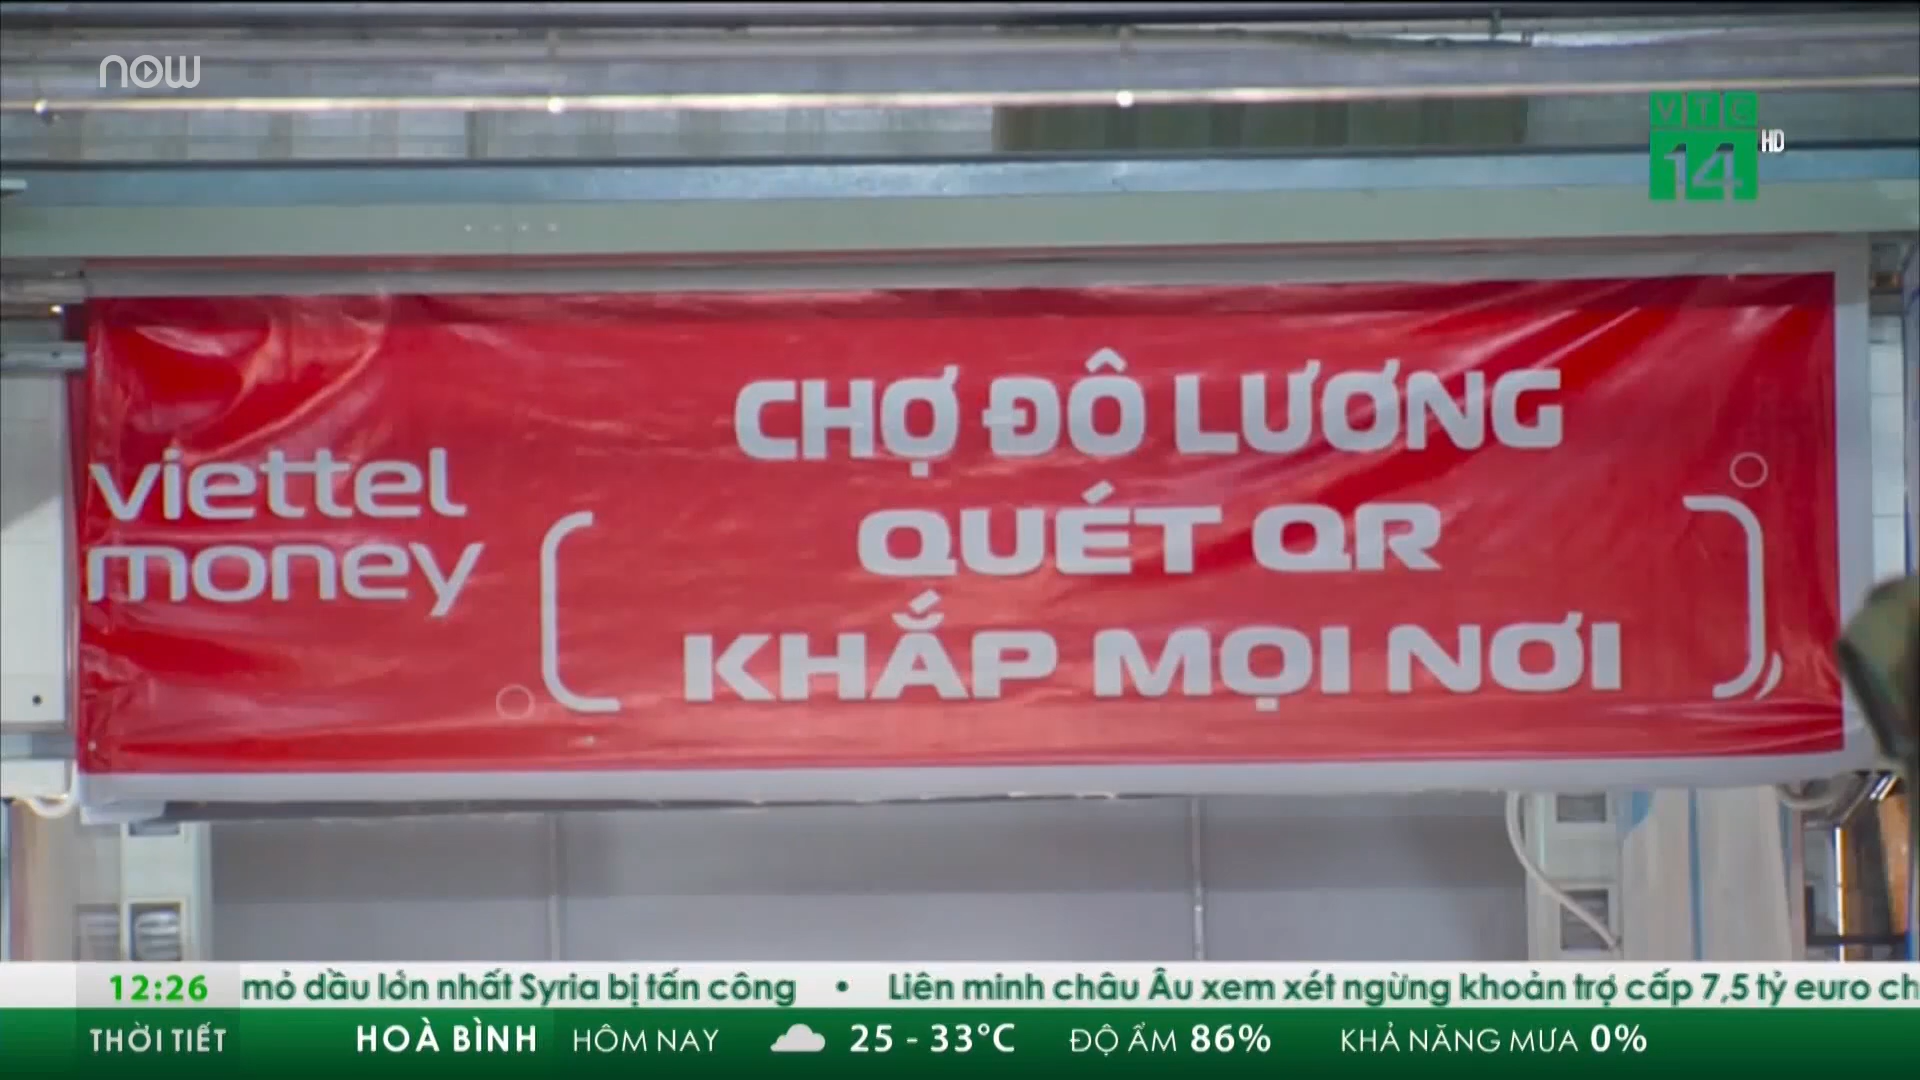 now
VTC
14 HD
viettel
money
CHỢ ĐÔ LƯƠNG
QUÉT QR
KHẮP MỌI NƠI
12:26 mỏ dầu lớn nhất Syria bị tấn công • Liên minh châu Âu xem xét ngừng khoản trợ cấp 7,5 tỷ euro ch
THỜI TIẾT HOÀ BÌNH HÔM NAY 25 - 33°C ĐỘ ẨM 86% KHẢ NĂNG MƯA 0%